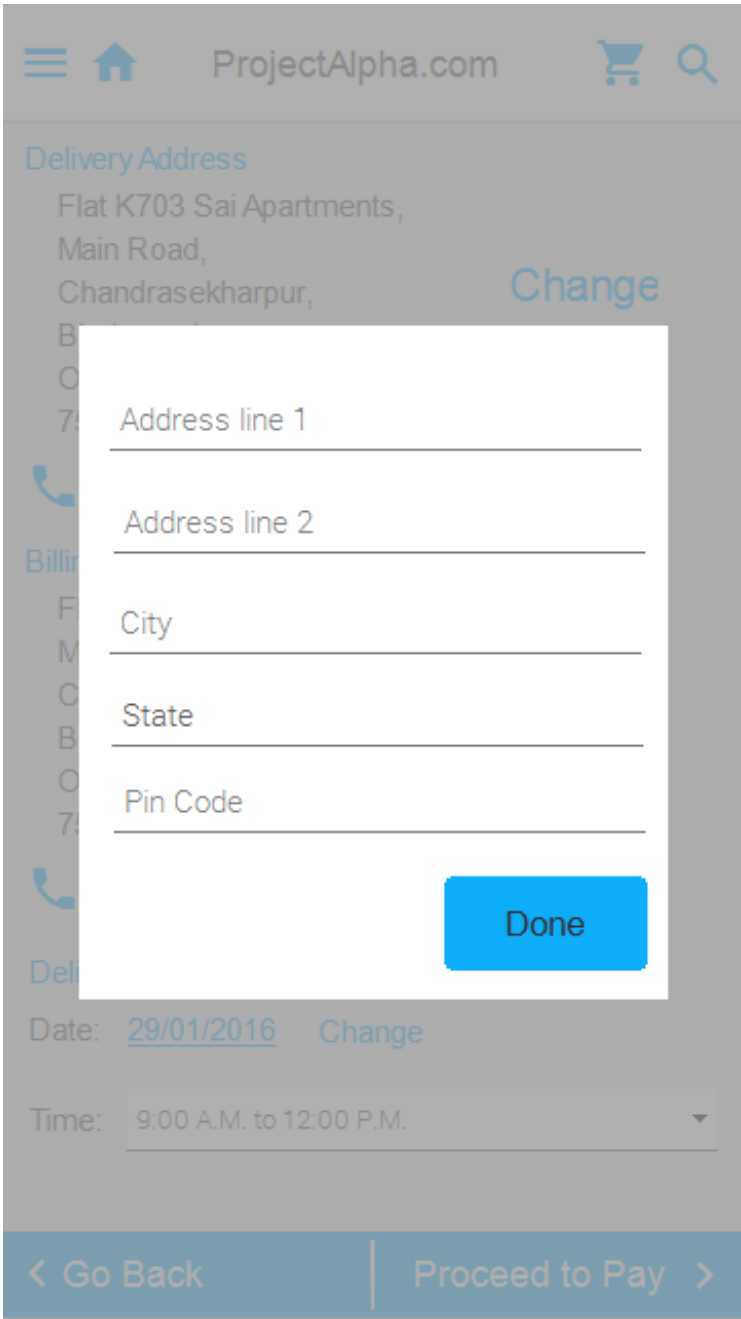 ProjectAlpha.com
Delivery Address
Flat K703 Sai Apartments,
Main Road,
Chandrasekharpur,
Change
Address line 1
Address line 2
City
State
Pin Code
Done
Date: 29/01/2016 Change
Time: 9:00 A.M. to 12:00 P.M.
< Go Back
Proceed to Pay >